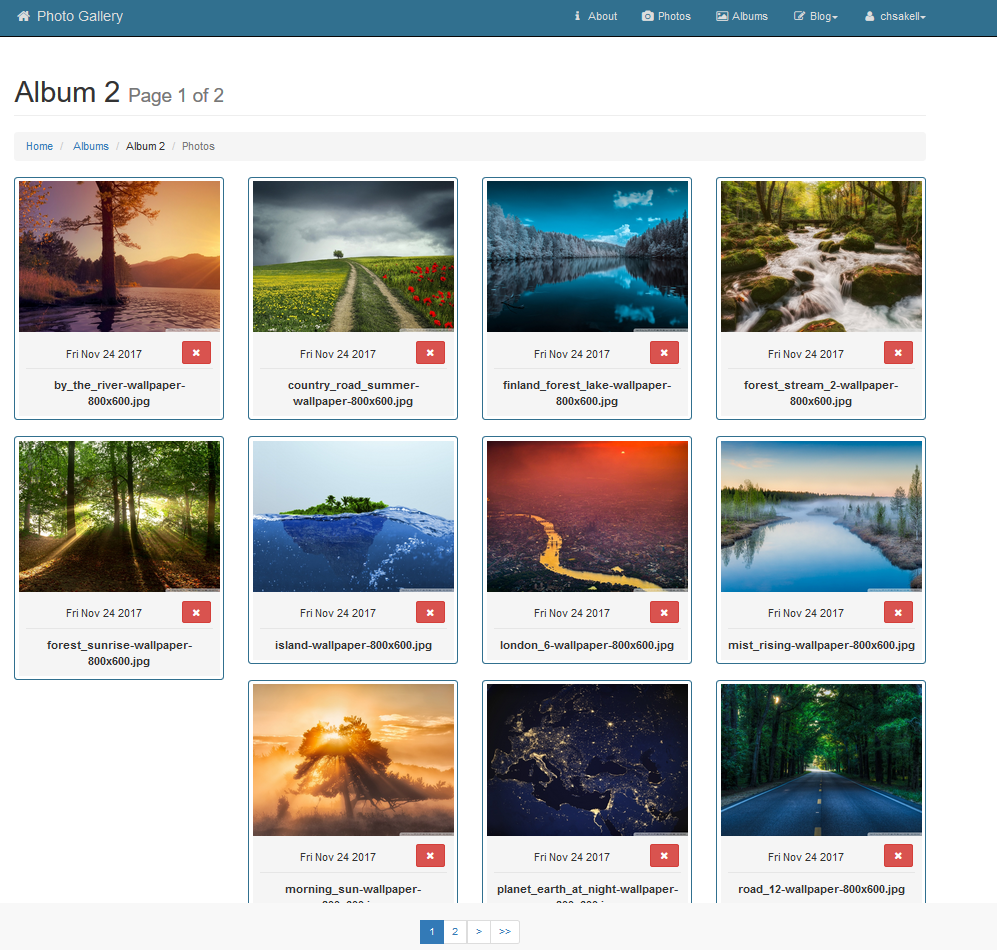 Photo Gallery
About
Photos
Albums
Blog
chsakell
Album 2 Page 1 of 2
Home / Albums / Album 2 / Photos
Fri Nov 24 2017
by_the_river-wallpaper-
800x600.jpg
Fri Nov 24 2017
country_road_summer-
wallpaper-800x600.jpg
Fri Nov 24 2017
finland_forest_lake-wallpaper-
800x600.jpg
Fri Nov 24 2017
forest_stream_2-wallpaper-
800x600.jpg
Fri Nov 24 2017
forest_sunrise-wallpaper-
800x600.jpg
Fri Nov 24 2017
island-wallpaper-800x600.jpg
Fri Nov 24 2017
london_6-wallpaper-800x600.jpg
Fri Nov 24 2017
mist_rising-wallpaper-800x600.jpg
Fri Nov 24 2017
morning_sun-wallpaper-
Fri Nov 24 2017
planet_earth_at_night-wallpaper-
Fri Nov 24 2017
road_12-wallpaper-800x600.jpg
1 2 > >>